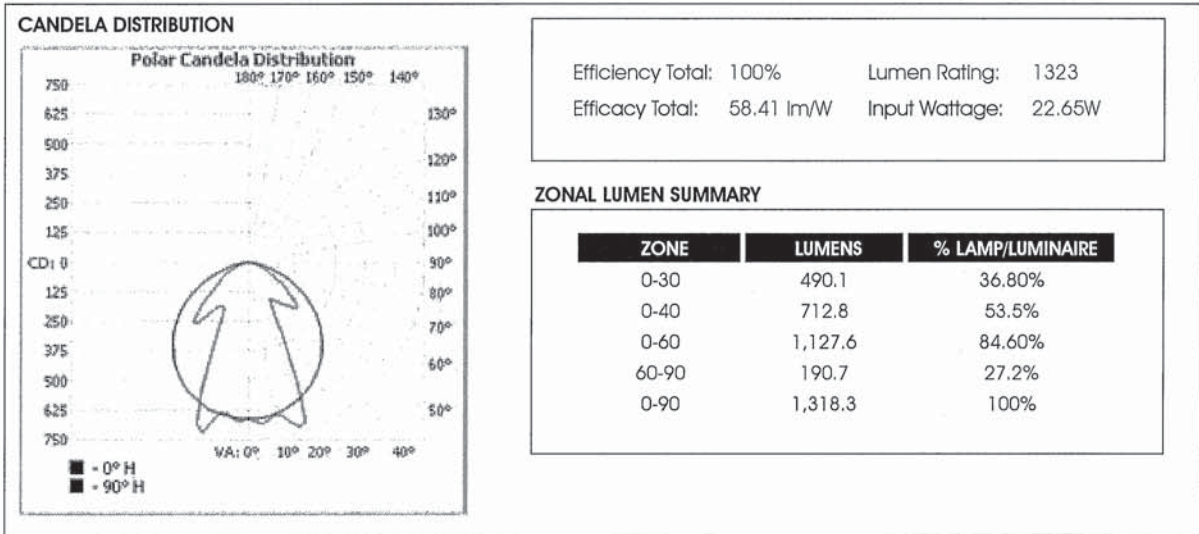 CANDELA DISTRIBUTION
Polar Candela Distribution
180° 170° 160° 150° 140°
750
625
500
375
250
125
CD: 0
125
250
375
500
625
750
130°
120°
110°
100°
90°
80°
70°
60°
50°
VA: 0° 10° 20° 30° 40°
- 0° H
- 90° H
Efficiency Total: 100% Lumen Rating: 1323
Efficacy Total: 58.41 lm/W Input Wattage: 22.65W
ZONAL LUMEN SUMMARY
ZONE LUMENS % LAMP/LUMINAIRE
0-30 490.1 36.80%
0-40 712.8 53.5%
0-60 1,127.6 84.60%
60-90 190.7 27.2%
0-90 1,318.3 100%